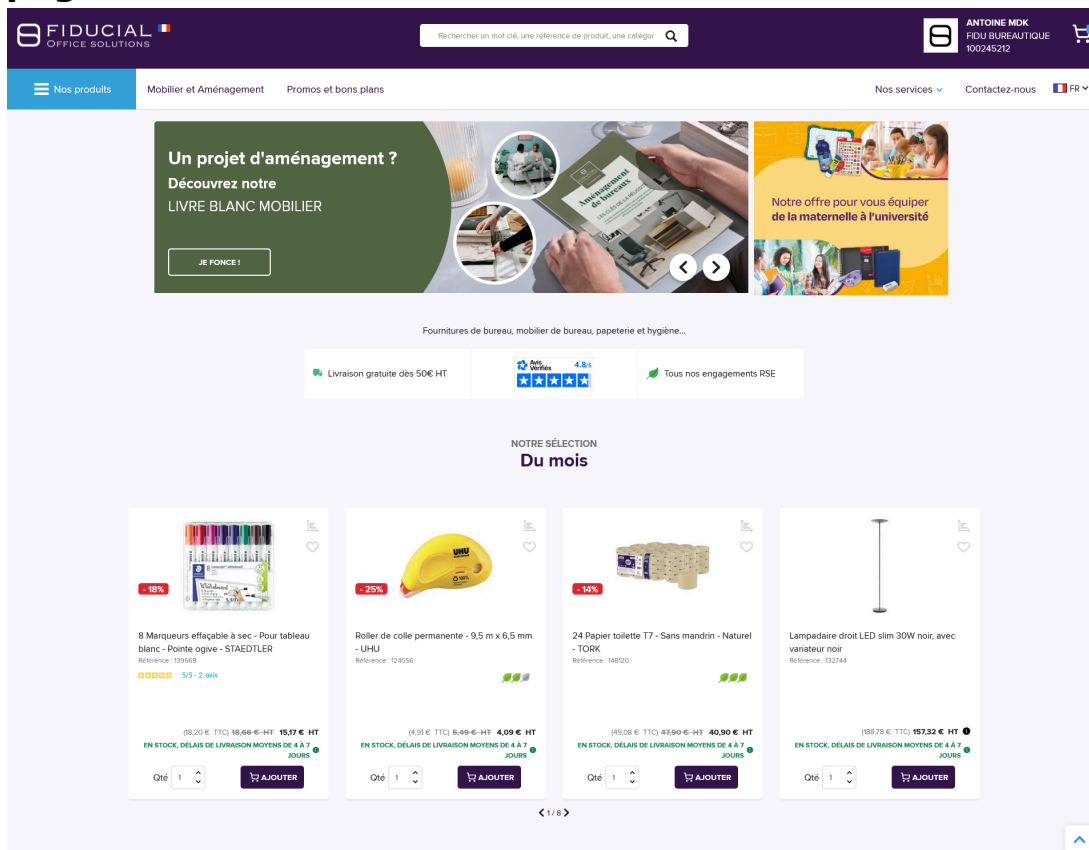 FIDUCIAL
OFFICE SOLUTIONS
Rechercher un mot clé, une référence de produit, une catégor
ANTOINE MDK
FIDU BUREAUTIQUE
100245212
Nos produits
Mobilier et Aménagement
Promos et bons plans
Nos services
Contactez-nous
FR
Un projet d'aménagement ?
Découvrez notre
LIVRE BLANC MOBILIER
JE FONCE !
Aménagement
de bureaux
LES CLÉS DE LA RÉUSSITE
Notre offre pour vous équiper
de la maternelle à l'université
Fournitures de bureau, mobilier de bureau, papeterie et hygiène...
Livraison gratuite dès 50€ HT
Avis
Vérifiés
4.8/5
Tous nos engagements RSE
NOTRE SÉLECTION
Du mois
- 18%
8 Marqueurs effaçable à sec - Pour tableau
blanc - Pointe ogive - STAEDTLER
Référence : 139569
5/5 - 2 avis
(18,20 € TTC) 18,66 € HT 15,17 € HT
EN STOCK, DÉLAIS DE LIVRAISON MOYENS DE 4 À 7
JOURS
Qté 1
AJOUTER
UHU
- 25%
Roller de colle permanente - 9,5 m x 6,5 mm
- UHU
Référence : 124556
(4,91 € TTC) 5,49 € HT 4,09 € HT
EN STOCK, DÉLAIS DE LIVRAISON MOYENS DE 4 À 7
JOURS
Qté 1
AJOUTER
- 14%
24 Papier toilette T7 - Sans mandrin - Naturel
- TORK
Référence : 148120
(49,08 € TTC) 47,90 € HT 40,90 € HT
EN STOCK, DÉLAIS DE LIVRAISON MOYENS DE 4 À 7
JOURS
Qté 1
AJOUTER
Lampadaire droit LED slim 30W noir, avec
variateur noir
Référence : 132744
(188,78 € TTC) 157,32 € HT
EN STOCK, DÉLAIS DE LIVRAISON MOYENS DE 4 À 7
JOURS
Qté 1
AJOUTER
1 / 8